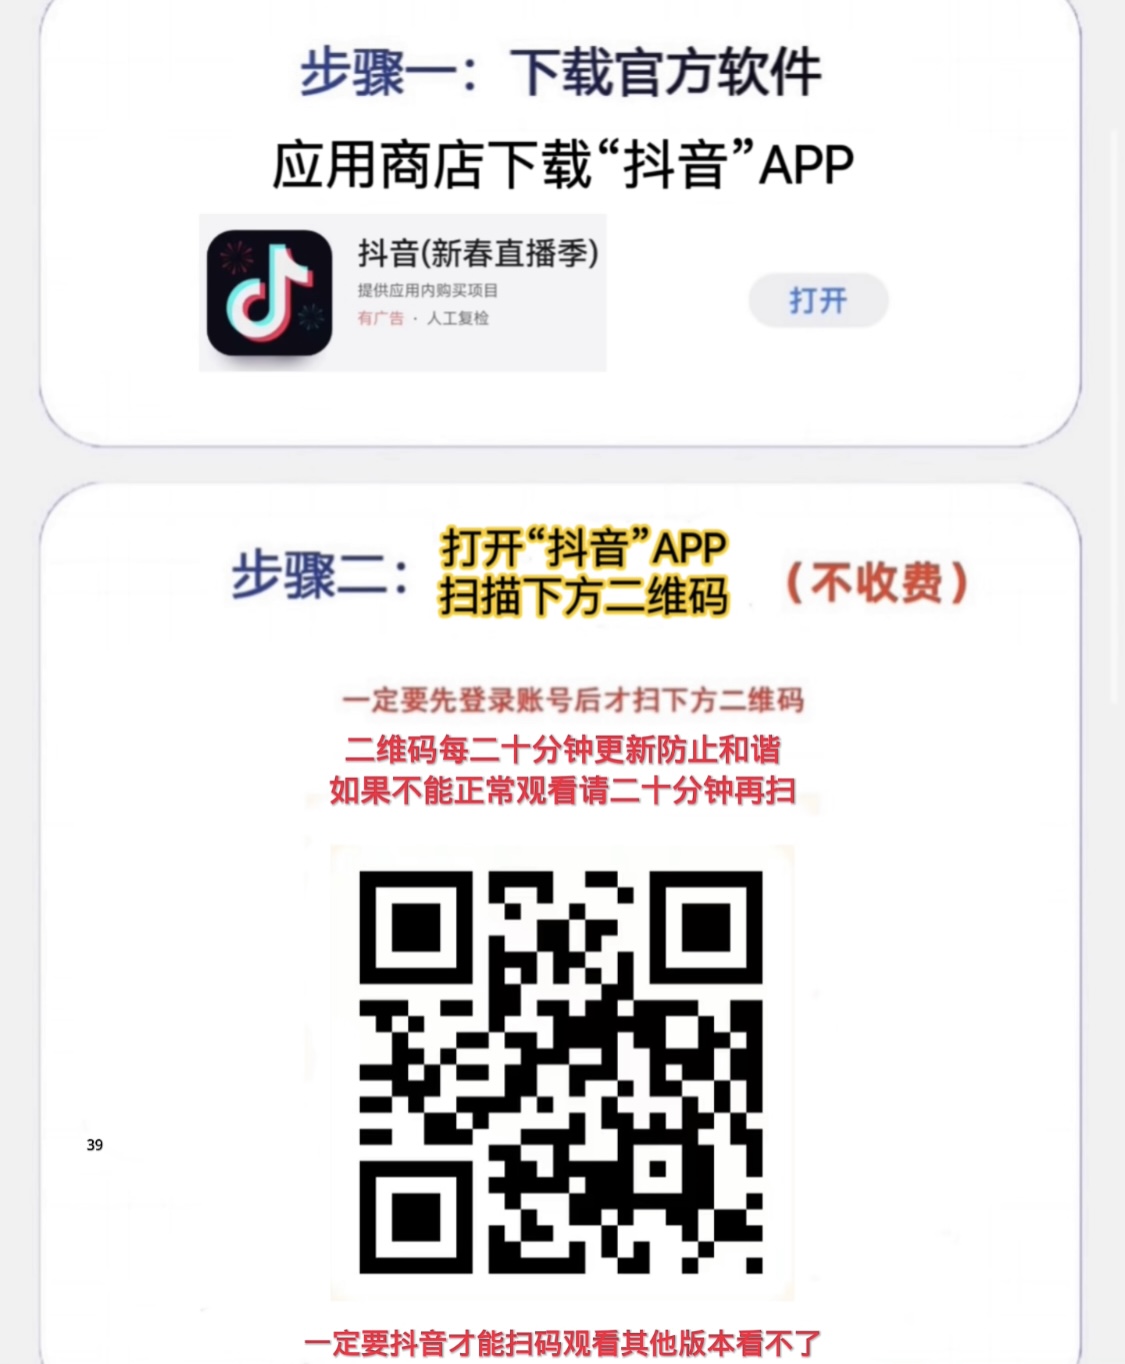 步骤一：下载官方软件
应用商店下载“抖音”APP
抖音(新春直播季)
提供应用内购买项目
有广告 · 人工复检
打开
步骤二：
打开“抖音”APP
扫描下方二维码
（不收费）
一定要先登录账号后才扫下方二维码
二维码每二十分钟更新防止和谐
如果不能正常观看请二十分钟再扫
39
一定要抖音才能扫码观看其他版本看不了